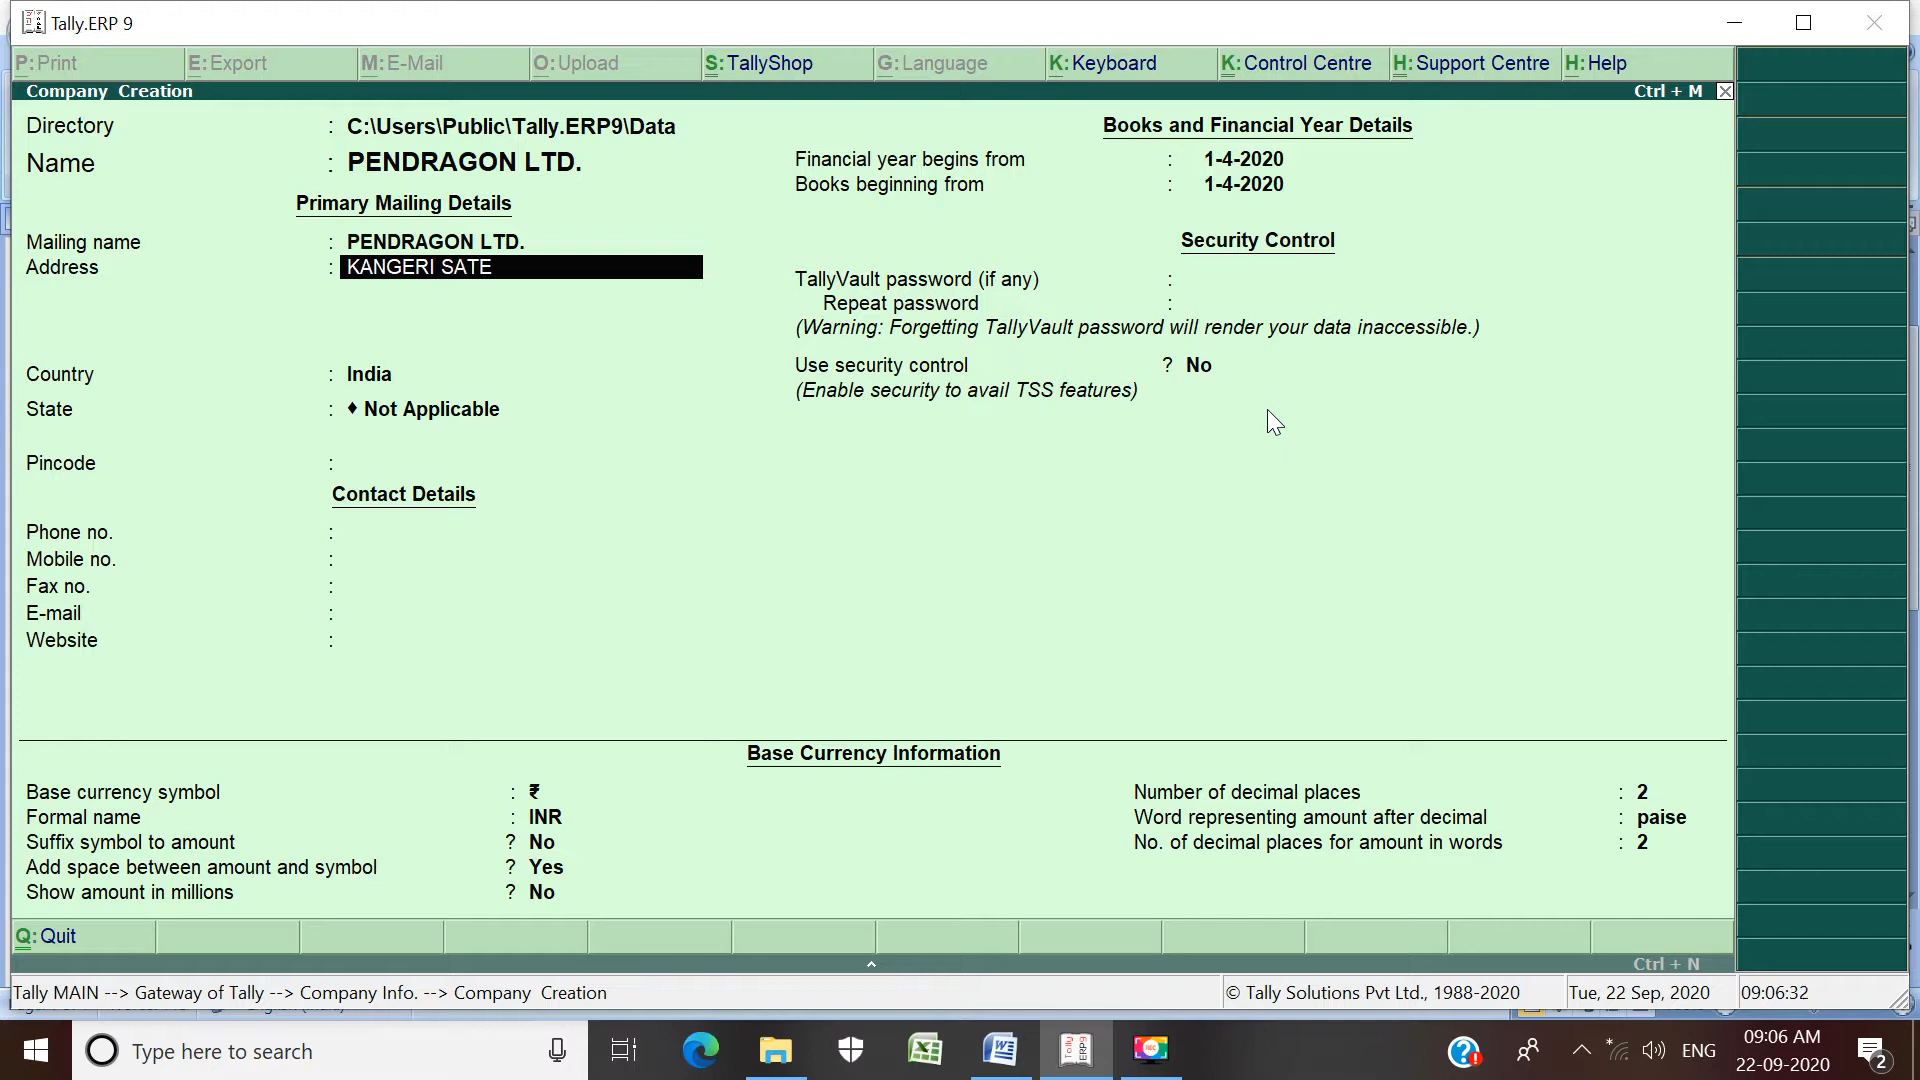 Tally.ERP 9
P: Print E: Export M: E-Mail O: Upload S: TallyShop G: Language K: Keyboard K: Control Centre H: Support Centre H: Help
Company Creation Ctrl + M
Directory : C:\Users\Public\Tally.ERP9\Data
Name : PENDRAGON LTD.
Primary Mailing Details
Mailing name : PENDRAGON LTD.
Address : KANGERI SATE
Country : India
State : ♦ Not Applicable
Pincode :
Contact Details
Phone no. :
Mobile no. :
Fax no. :
E-mail :
Website :
Books and Financial Year Details
Financial year begins from : 1-4-2020
Books beginning from : 1-4-2020
Security Control
TallyVault password (if any) :
Repeat password :
(Warning: Forgetting TallyVault password will render your data inaccessible.)
Use security control ? No
(Enable security to avail TSS features)
Base Currency Information
Base currency symbol : ₹
Formal name : INR
Suffix symbol to amount ? No
Add space between amount and symbol ? Yes
Show amount in millions ? No
Number of decimal places : 2
Word representing amount after decimal : paise
No. of decimal places for amount in words : 2
Q: Quit
Ctrl + N
Tally MAIN --> Gateway of Tally --> Company Info. --> Company Creation © Tally Solutions Pvt Ltd., 1988-2020 Tue, 22 Sep, 2020 09:06:32
Type here to search
ENG
09:06 AM
22-09-2020
2